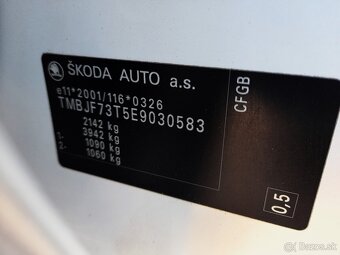 ŠKODA AUTO a.s.
e11*2001/116*0326
TMBJF73T5E9030583
2142 kg
3942 kg
1- 1090 kg
2- 1060 kg
CFGB
0,5
Bazos.sk